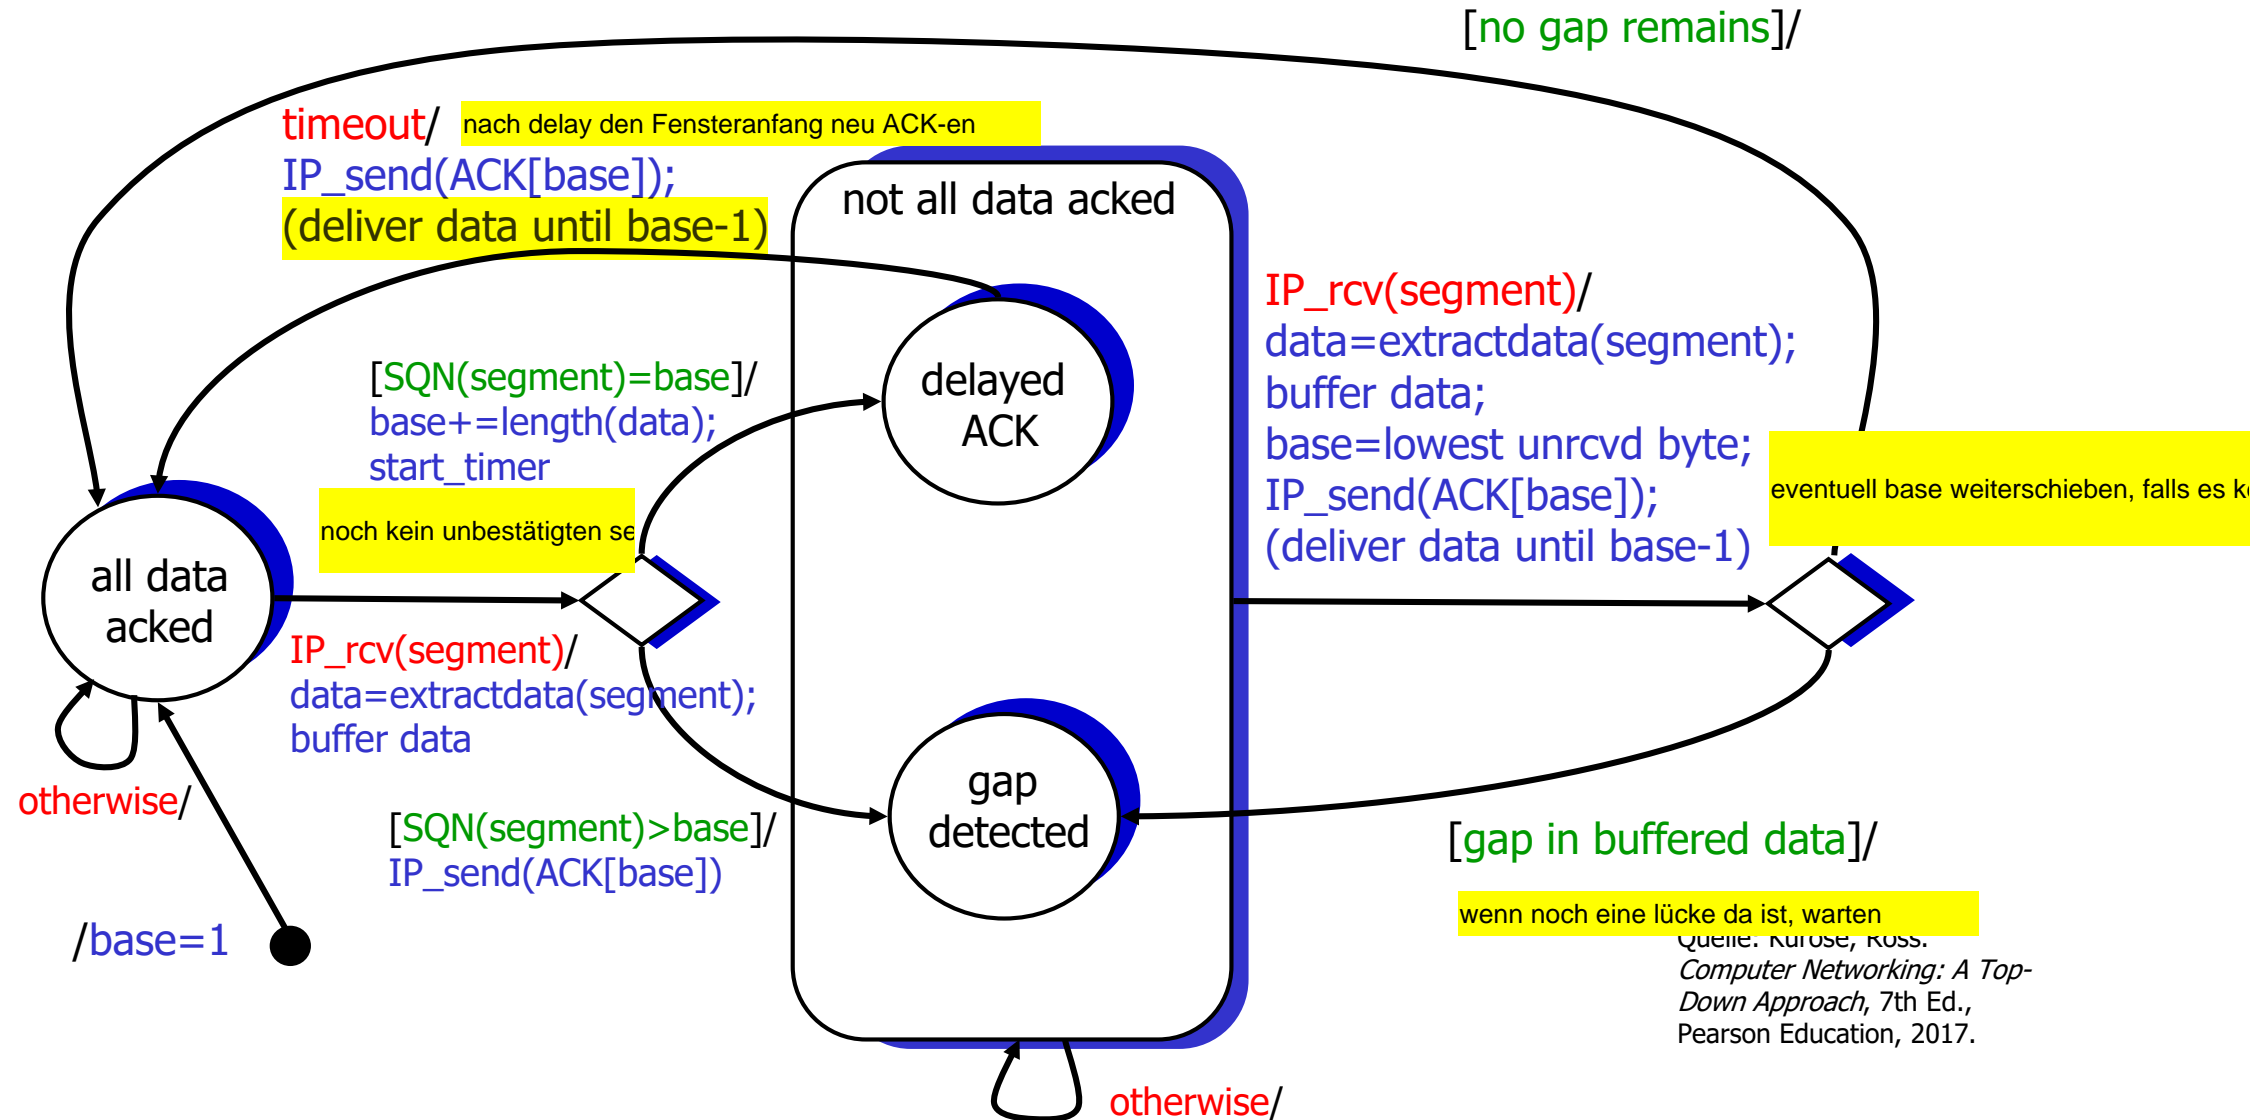 [no gap remains]/
timeout/
nach delay den Fensteranfang neu ACK-en
IP_send(ACK[base]);
(deliver data until base-1)
not all data acked
IP_rcv(segment)/
data=extractdata(segment);
buffer data;
base=lowest unrcvd byte;
IP_send(ACK[base]);
(deliver data until base-1)
eventuell base weiterschieben, falls es
[SQN(segment)=base]/
base+=length(data);
start_timer
noch kein unbestätigten
delayed
ACK
all data
acked
IP_rcv(segment)/
data=extractdata(segment);
buffer data
otherwise/
[SQN(segment)>base]/
IP_send(ACK[base])
gap
detected
[gap in buffered data]/
wenn noch eine lücke da ist, warten
/base=1
Quelle: Kurose, Ross.
Computer Networking: A Top-
Down Approach, 7th Ed.,
Pearson Education, 2017.
otherwise/